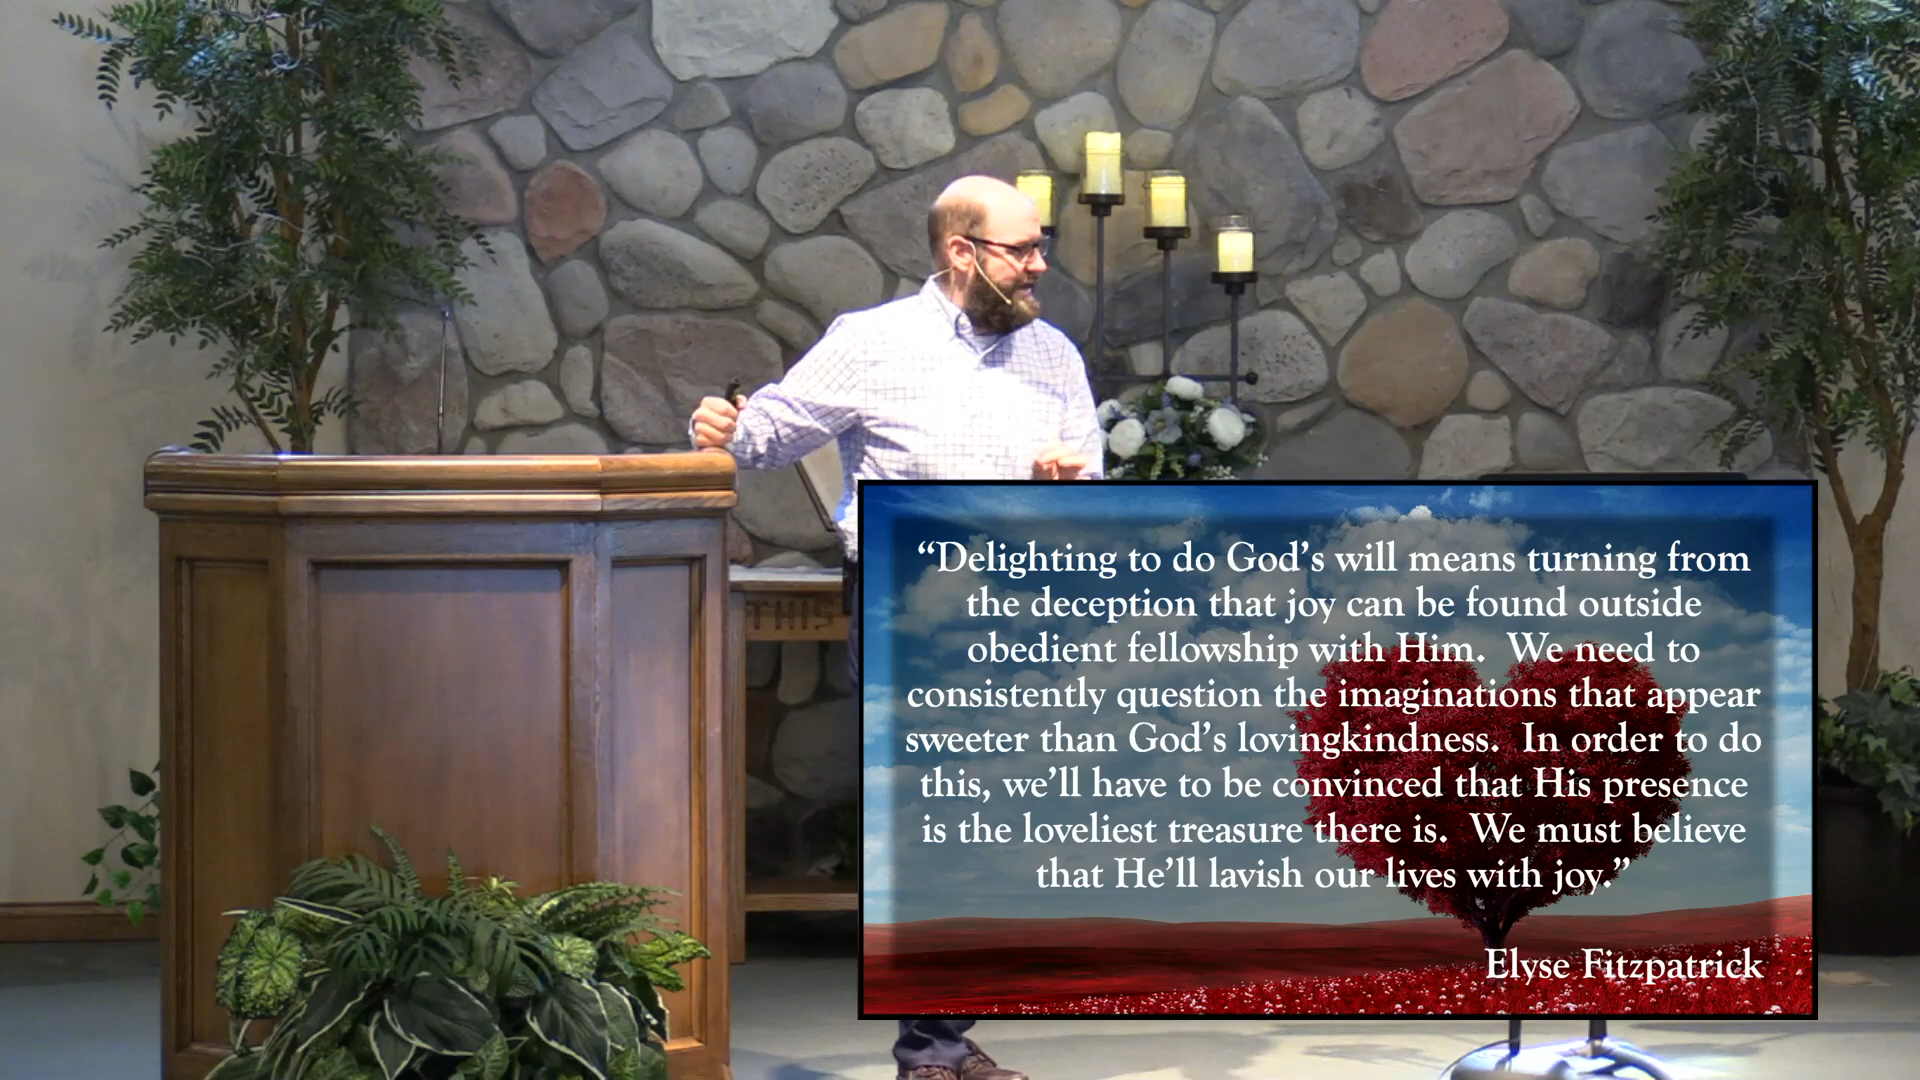 THIS
“Delighting to do God’s will means turning from
the deception that joy can be found outside
obedient fellowship with Him.  We need to
consistently question the imaginations that appear
sweeter than God’s lovingkindness.  In order to do
this, we’ll have to be convinced that His presence
is the loveliest treasure there is.  We must believe
that He’ll lavish our lives with joy.”
Elyse Fitzpatrick